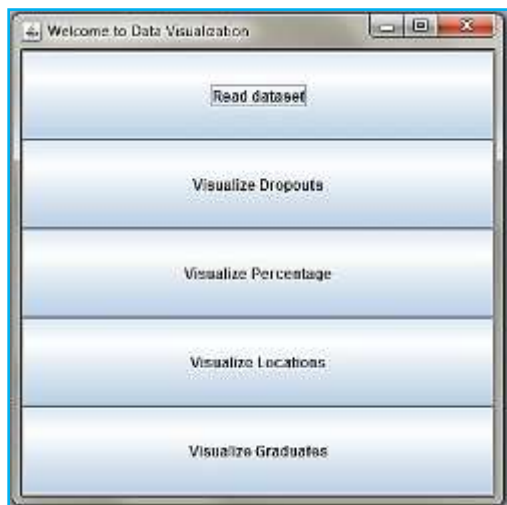 Welcome to Data Visualization
Read dataset
Visualize Dropouts
Visualize Percentage
Visualize Locations
Visualize Graduates